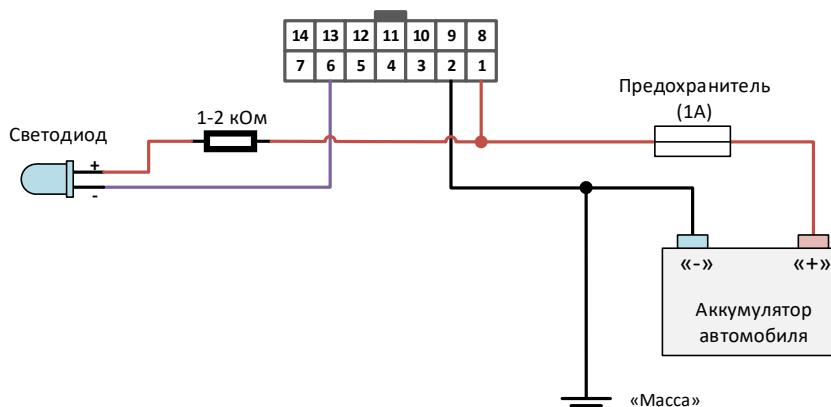 14 13 12 11 10 9 8
7 6 5 4 3 2 1
Предохранитель
(1А)
1-2 кОм
Светодиод
+
-
«-» «+»
Аккумулятор
автомобиля
«Масса»